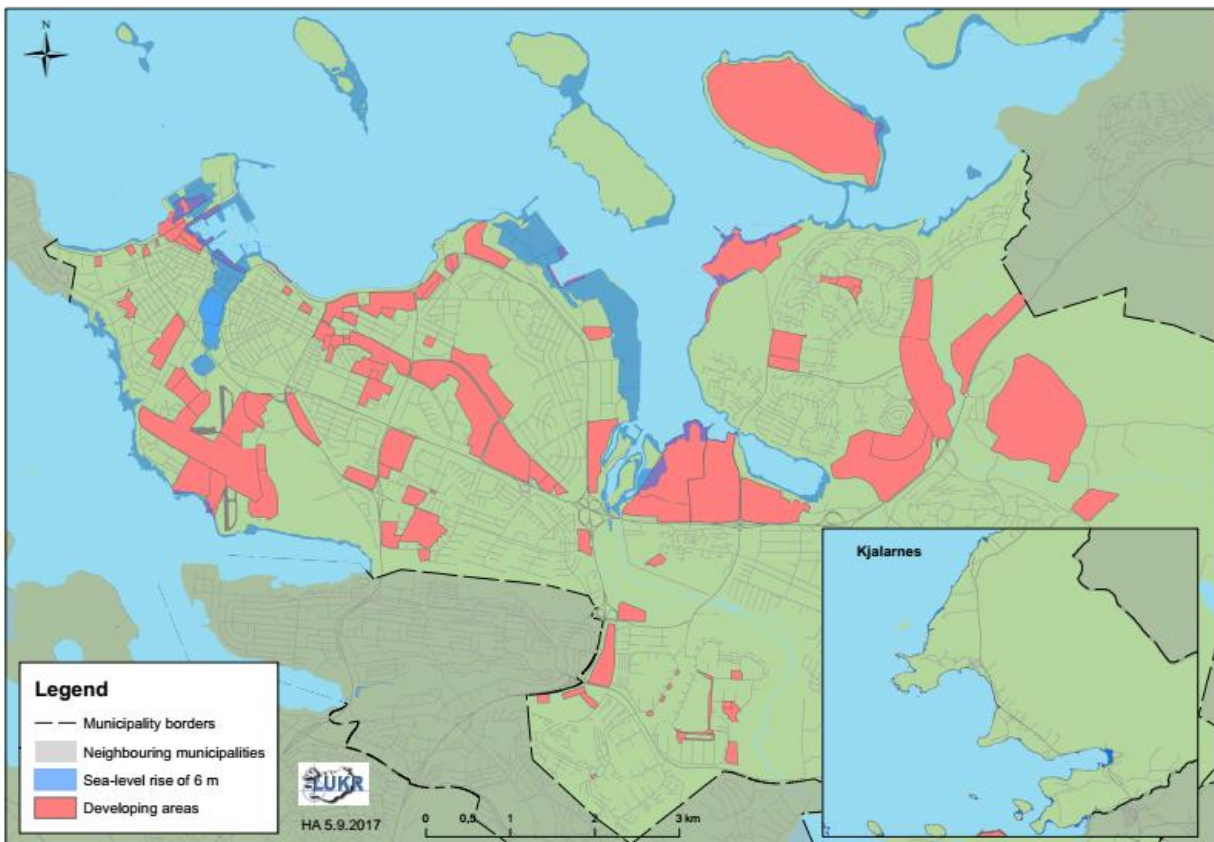 N
Kjalarnes
Legend
Municipality borders
Neighbouring municipalities
Sea-level rise of 6 m
Developing areas
LUKR
HA 5.9.2017
0 0,5 1 2 3 km